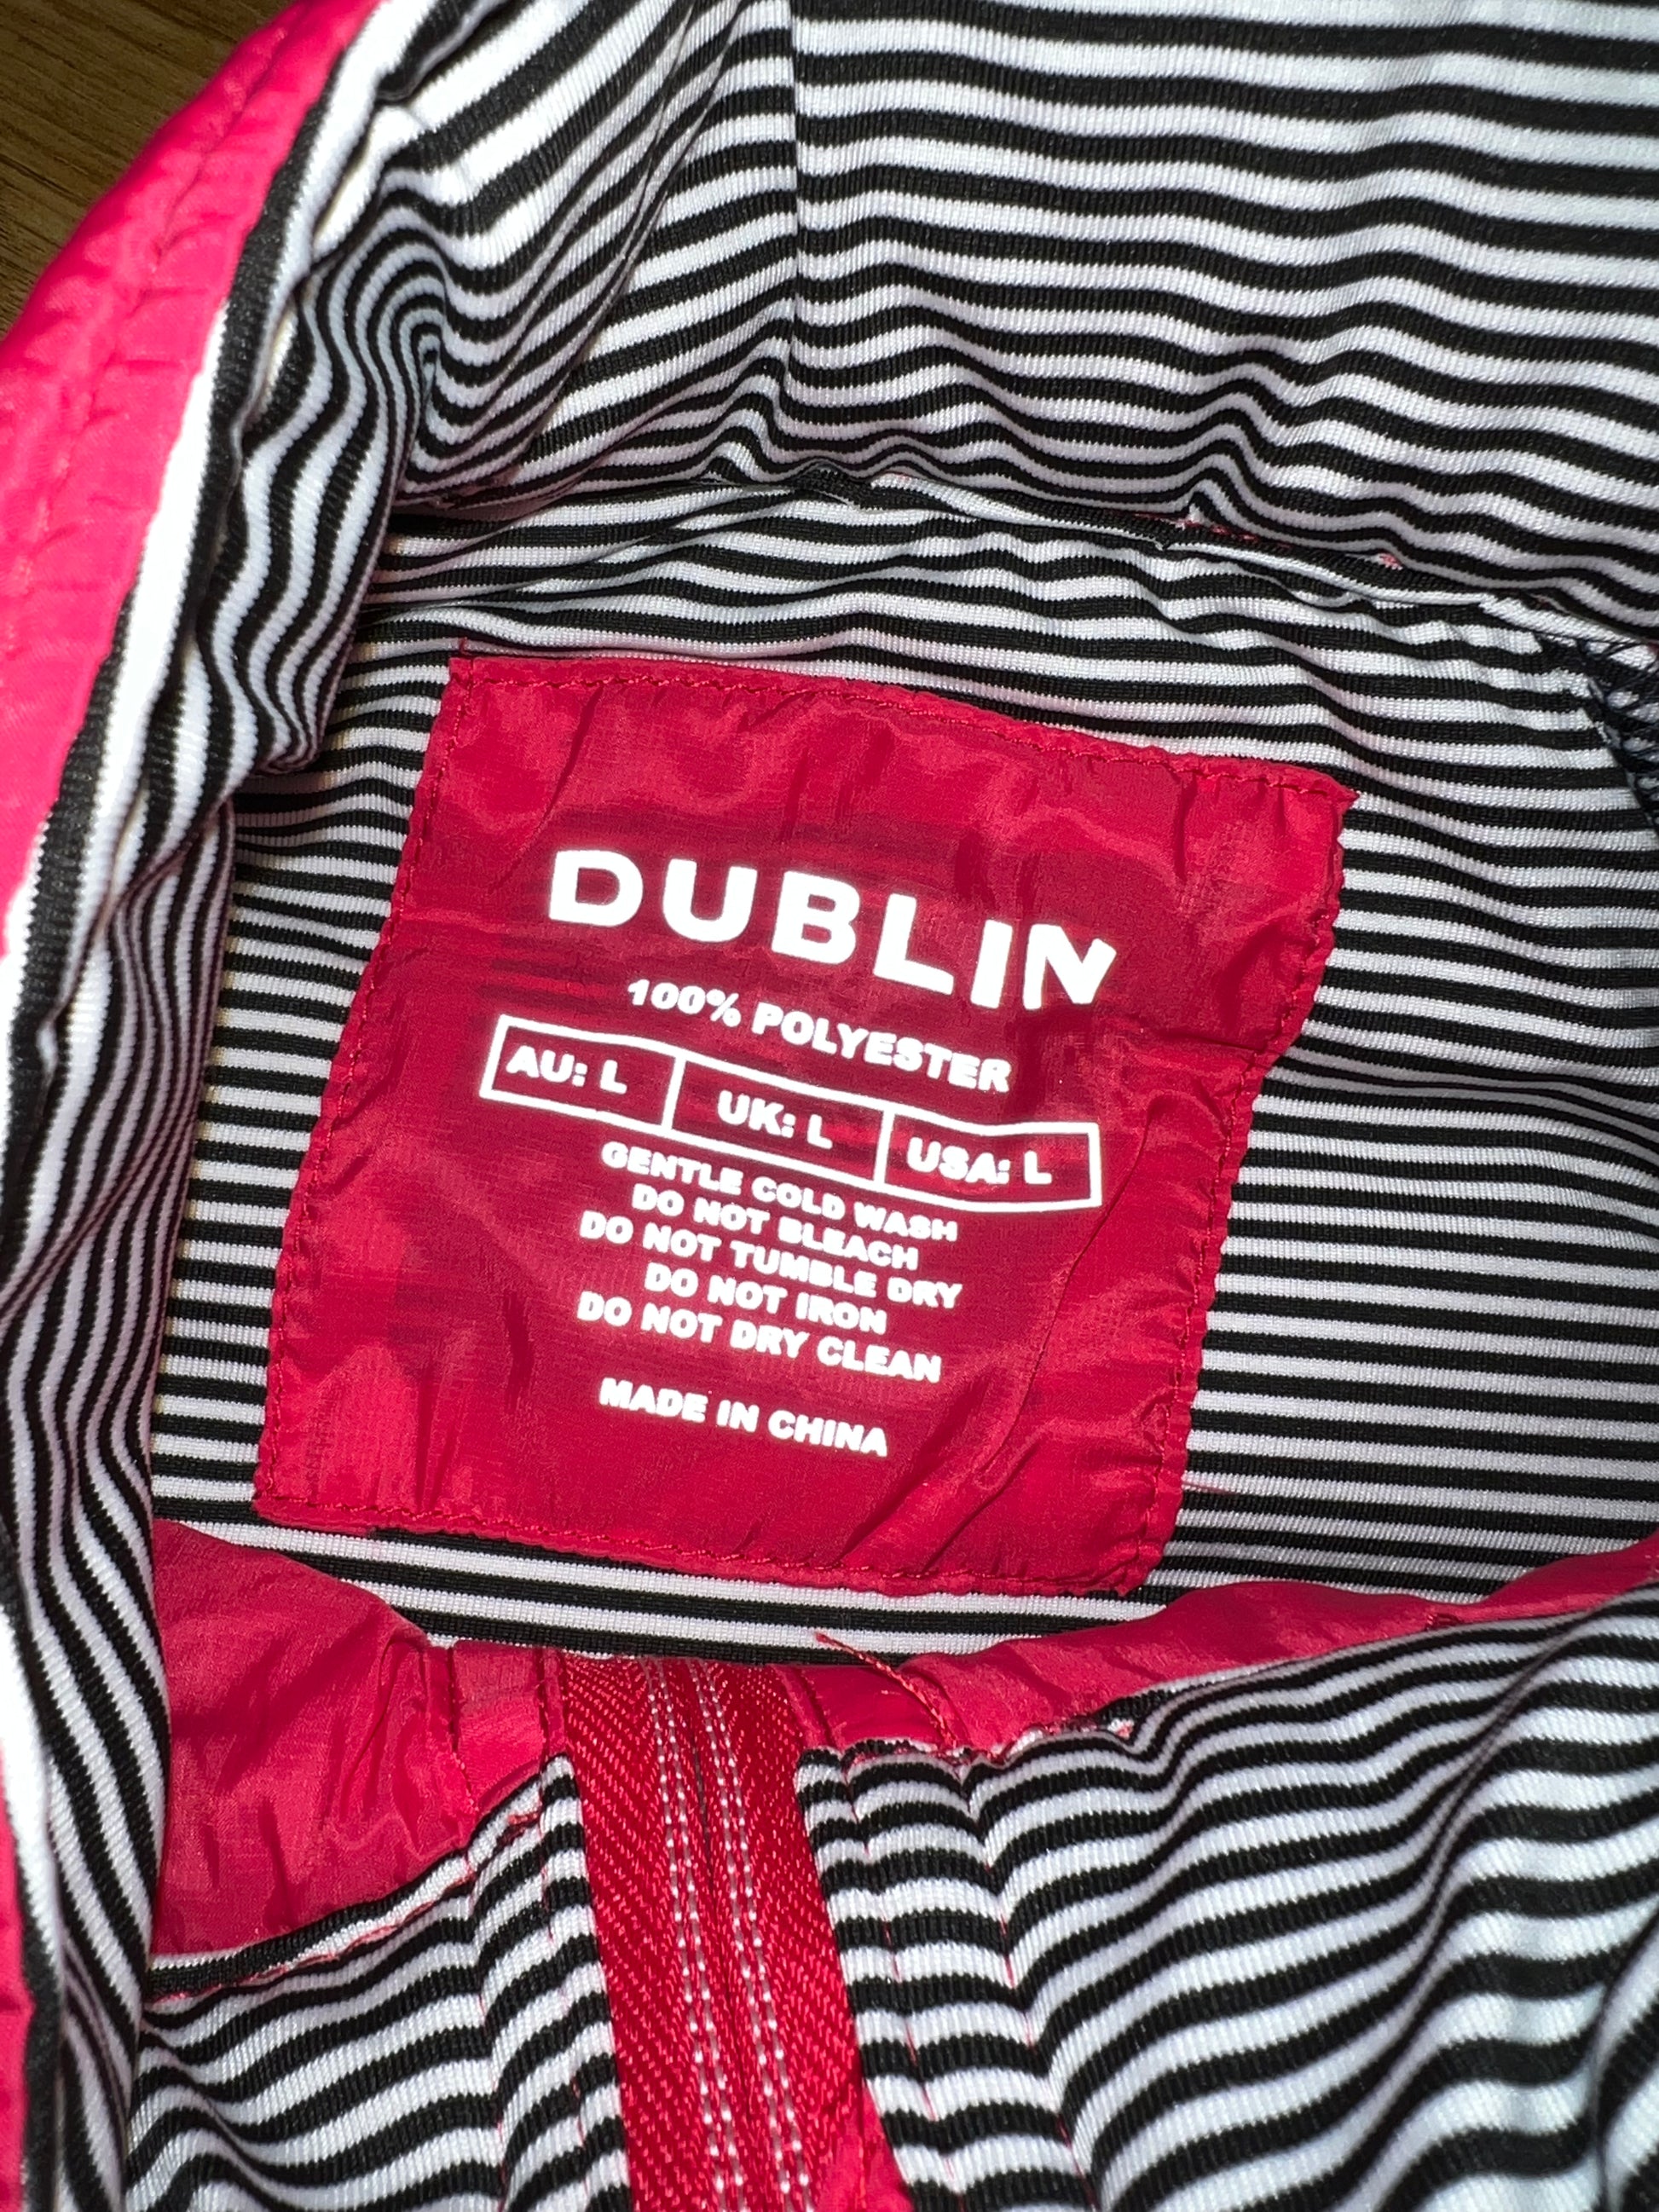 DUBLIN
100% POLYESTER
AU: L UK: L USA: L
GENTLE COLD WASH
DO NOT BLEACH
DO NOT TUMBLE DRY
DO NOT IRON
DO NOT DRY CLEAN
MADE IN CHINA